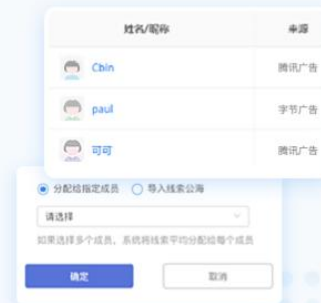 姓名/昵称 来源
Cbin 腾讯广告
paul 字节广告
可可 腾讯广告
分配给指定成员 导入线索公海
请选择
如果选择多个成员，系统将线索平均分配给每个成员
确定 取消